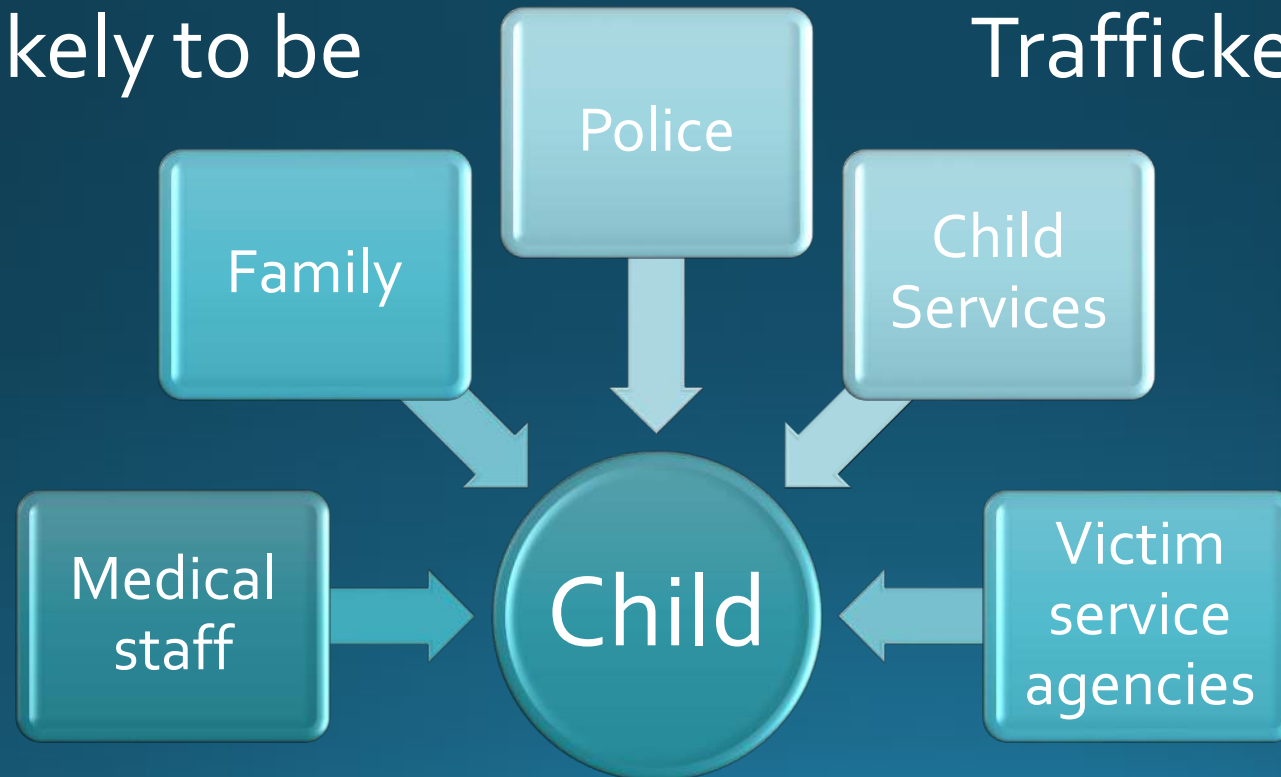 kely to be
Trafficke
Police
Family
Child
Services
Medical
staff
Child
Victim
service
agencies